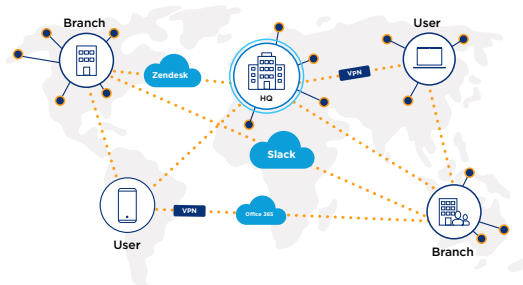 Branch
User
Zendesk
VPN
HQ
Slack
VPN
Office 365
User
Branch